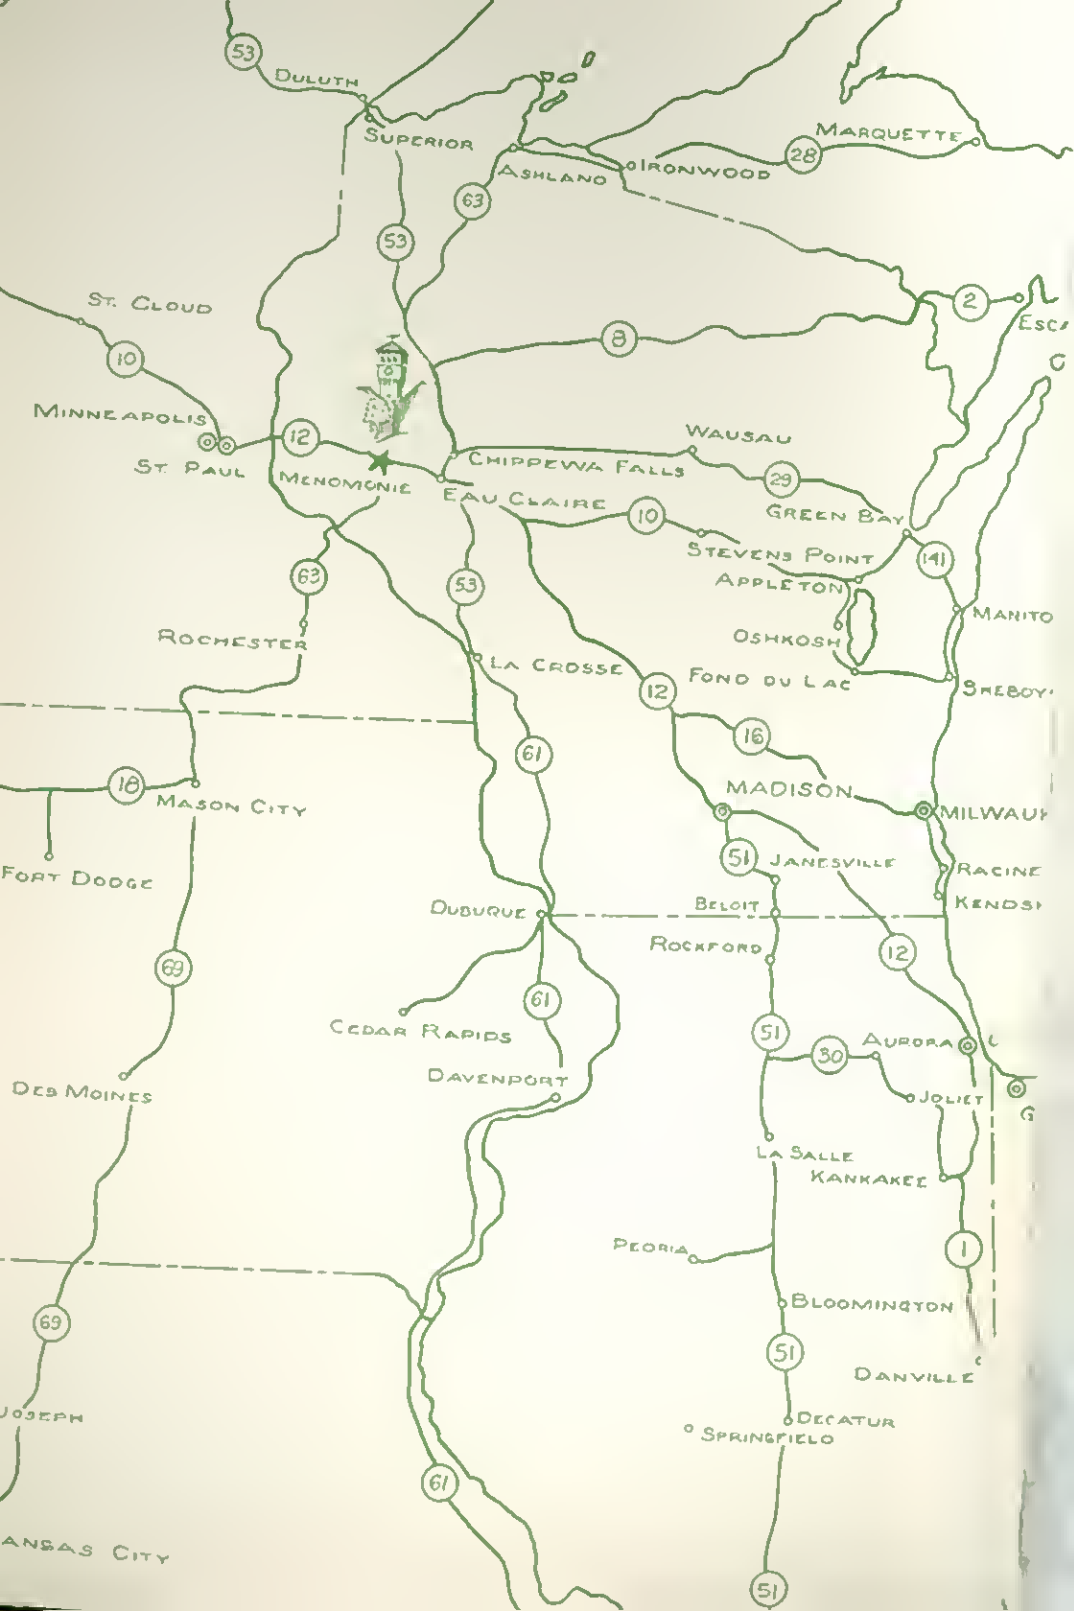 53
DULUTH
SUPERIOR
MARQUETTE
28
ASHLAND
IRONWOOD
63
53
2
ESCA
ST. CLOUD
8
10
MINNEAPOLIS
12
WAUSAU
ST. PAUL
MENOMONIE
CHIPPEWA FALLS
29
EAU CLAIRE
10
GREEN BAY
STEVENS POINT
141
63
53
APPLETON
MANITO
ROCHESTER
OSHKOSH
LA CROSSE
12
FOND DU LAC
SHEBOY
61
16
18
MASON CITY
MADISON
MILWAUK
51
JANESVILLE
RACINE
FORT DODGE
DUBUQUE
BELOIT
KENOSH
ROCKFORD
12
69
61
CEDAR RAPIDS
51
30
AURORA
DAVENPORT
DES MOINES
JOLIET
G
LA SALLE
KANKAKEE
PEORIA
1
BLOOMINGTON
69
51
DANVILLE
JOSEPH
DECATUR
SPRINGFIELD
61
ANSAS CITY
51